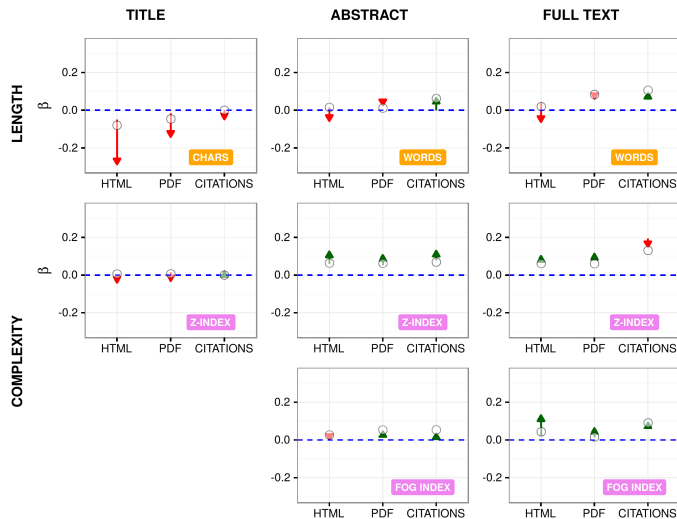 TITLE ABSTRACT FULL TEXT
LENGTH
β
0.2 0.2 0.2
0.0 0.0 0.0
-0.2 -0.2 -0.2
CHARS WORDS WORDS
HTML PDF CITATIONS HTML PDF CITATIONS HTML PDF CITATIONS
COMPLEXITY
β
0.2 0.2 0.2
0.0 0.0 0.0
-0.2 -0.2 -0.2
Z-INDEX Z-INDEX Z-INDEX
HTML PDF CITATIONS HTML PDF CITATIONS HTML PDF CITATIONS
0.2 0.2
0.0 0.0
-0.2 -0.2
FOG INDEX FOG INDEX
HTML PDF CITATIONS HTML PDF CITATIONS